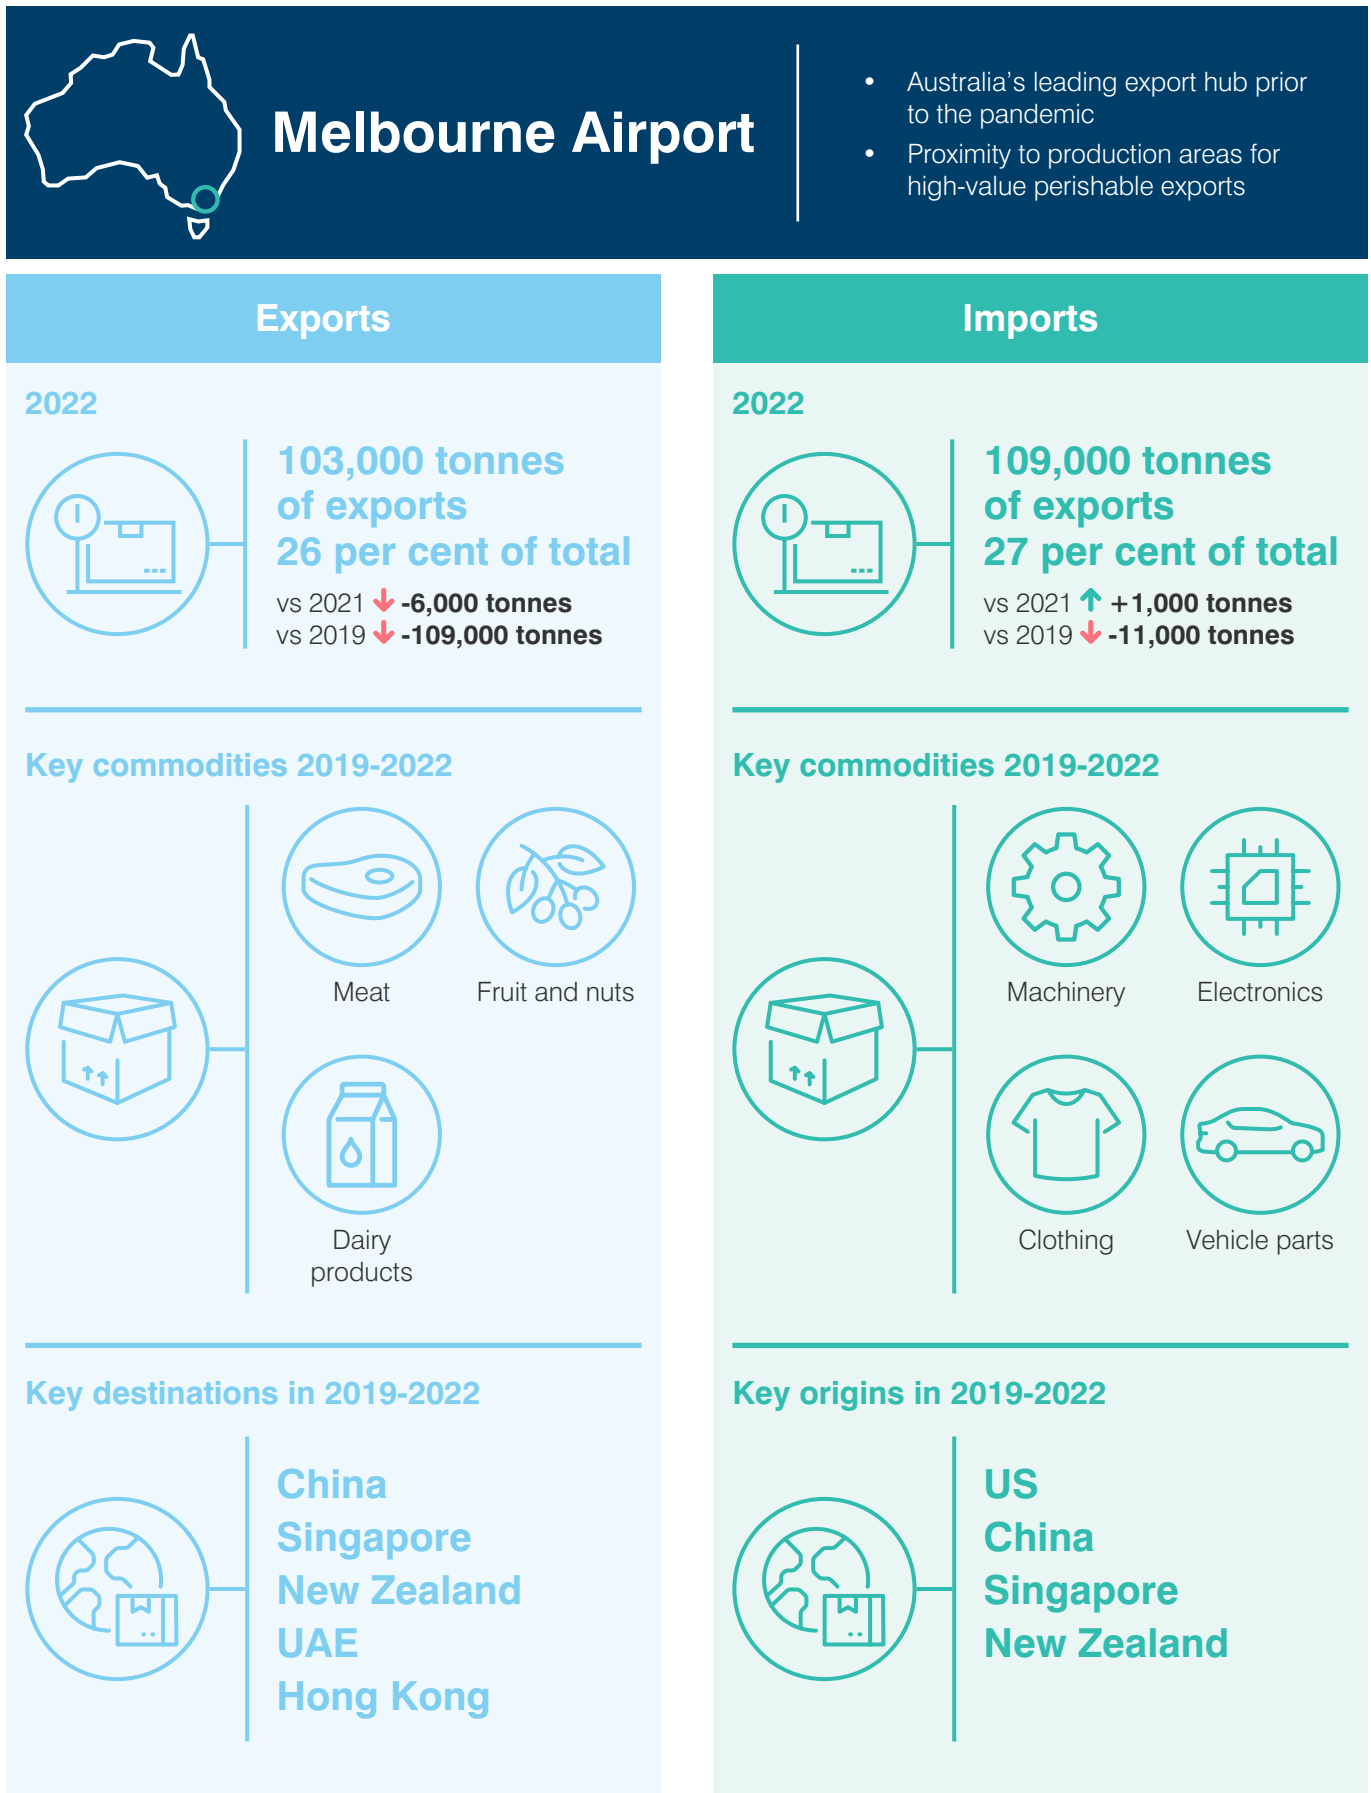 Melbourne Airport
• Australia's leading export hub prior
to the pandemic
• Proximity to production areas for
high-value perishable exports
Exports
2022
103,000 tonnes
of exports
26 per cent of total
vs 2021 -6,000 tonnes
vs 2019 -109,000 tonnes
Key commodities 2019-2022
Meat
Fruit and nuts
Dairy
products
Key destinations in 2019-2022
China
Singapore
New Zealand
UAE
Hong Kong
Imports
2022
109,000 tonnes
of exports
27 per cent of total
vs 2021 +1,000 tonnes
vs 2019 -11,000 tonnes
Key commodities 2019-2022
Machinery
Electronics
Clothing
Vehicle parts
Key origins in 2019-2022
US
China
Singapore
New Zealand